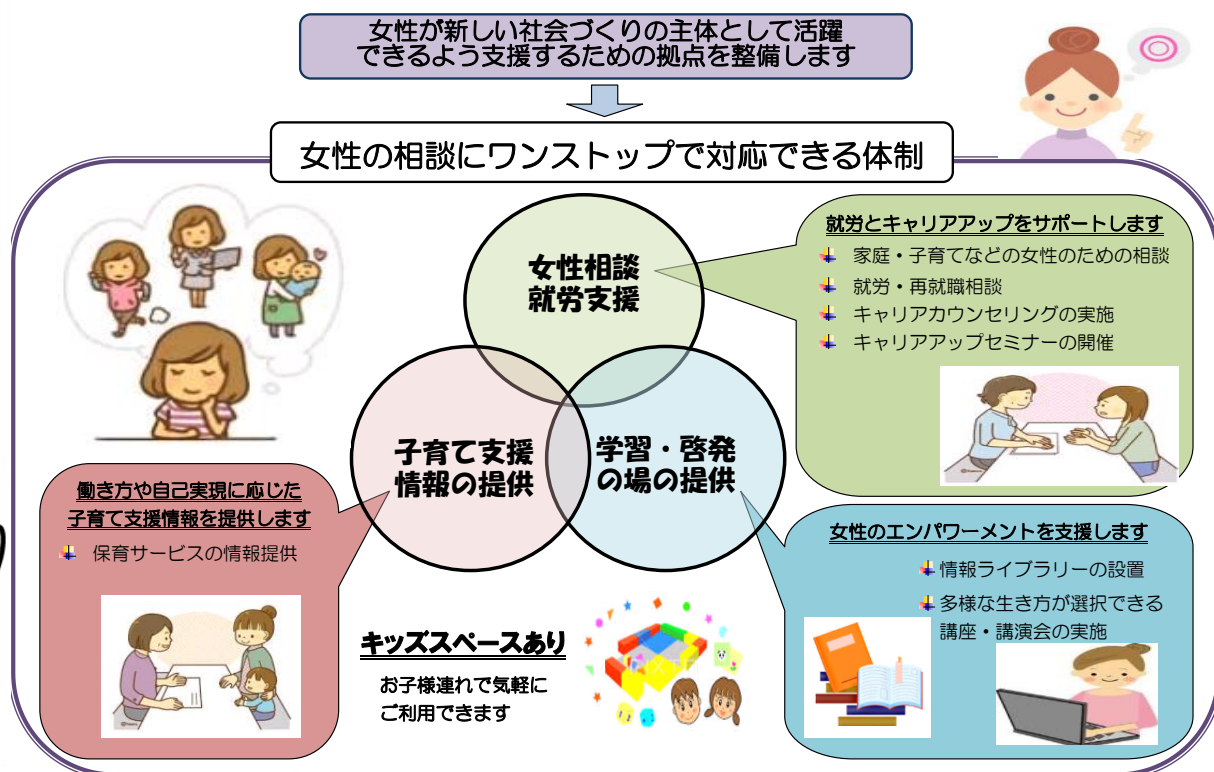 女性が新しい社会づくりの主体として活躍
できるよう支援するための拠点を整備します
女性の相談にワンストップで対応できる体制
女性相談
就労支援
就労とキャリアアップをサポートします
家庭・子育てなどの女性のための相談
就労・再就職相談
キャリアカウンセリングの実施
キャリアアップセミナーの開催
子育て支援
情報の提供
学習・啓発
の場の提供
働き方や自己実現に応じた
子育て支援情報を提供します
保育サービスの情報提供
女性のエンパワーメントを支援します
情報ライブラリーの設置
多様な生き方が選択できる
講座・講演会の実施
キッズスペースあり
お子様連れで気軽に
ご利用できます